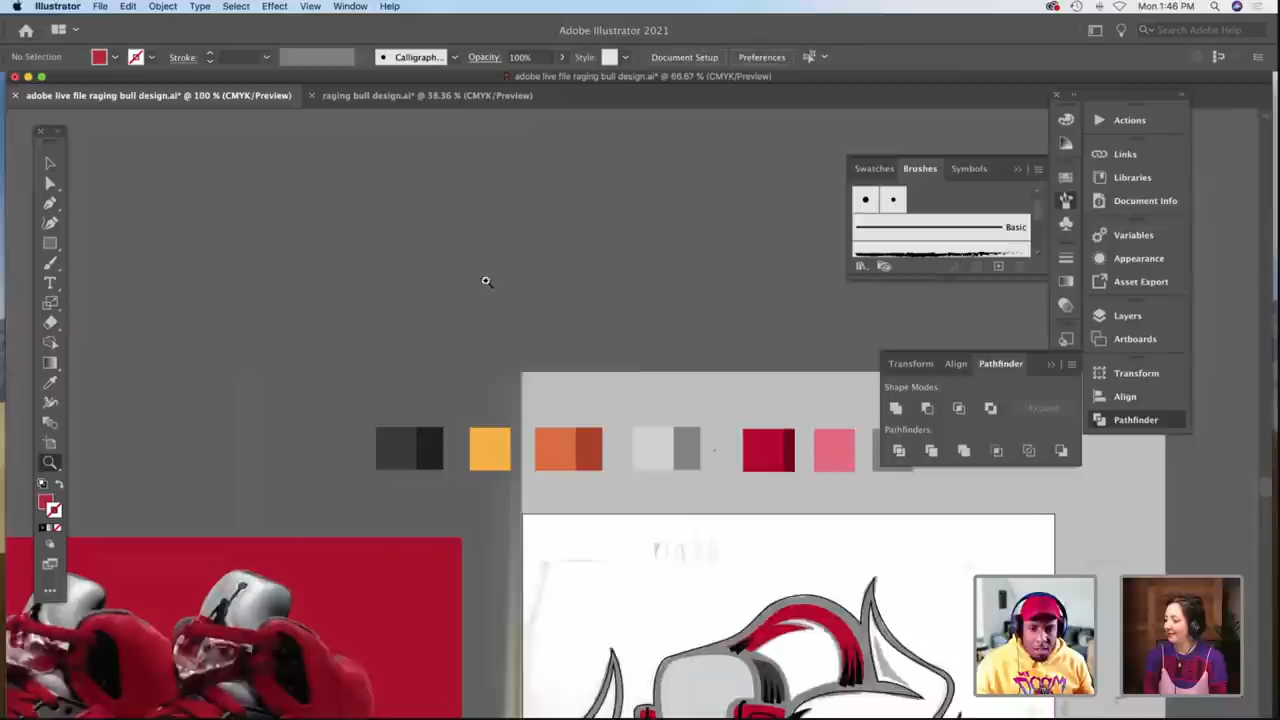 Illustrator File Edit Object Type Select Effect View Window Help
Mon 1:46 PM
Adobe Illustrator 2021
Search Adobe Help
No Selection
Stroke:
Calligraph...
Opacity:
100%
Style:
Document Setup
Preferences
adobe live file raging bull design.ai* @ 66.67 % (CMYK/Preview)
adobe live file raging bull design.ai* @ 100 % (CMYK/Preview)
raging bull design.ai* @ 38.36 % (CMYK/Preview)
Swatches Brushes Symbols
Basic
Actions
Links
Libraries
Document Info
Variables
Appearance
Asset Export
Layers
Artboards
Transform
Align
Pathfinder
Transform Align Pathfinder
Shape Modes:
Expand
Pathfinders: